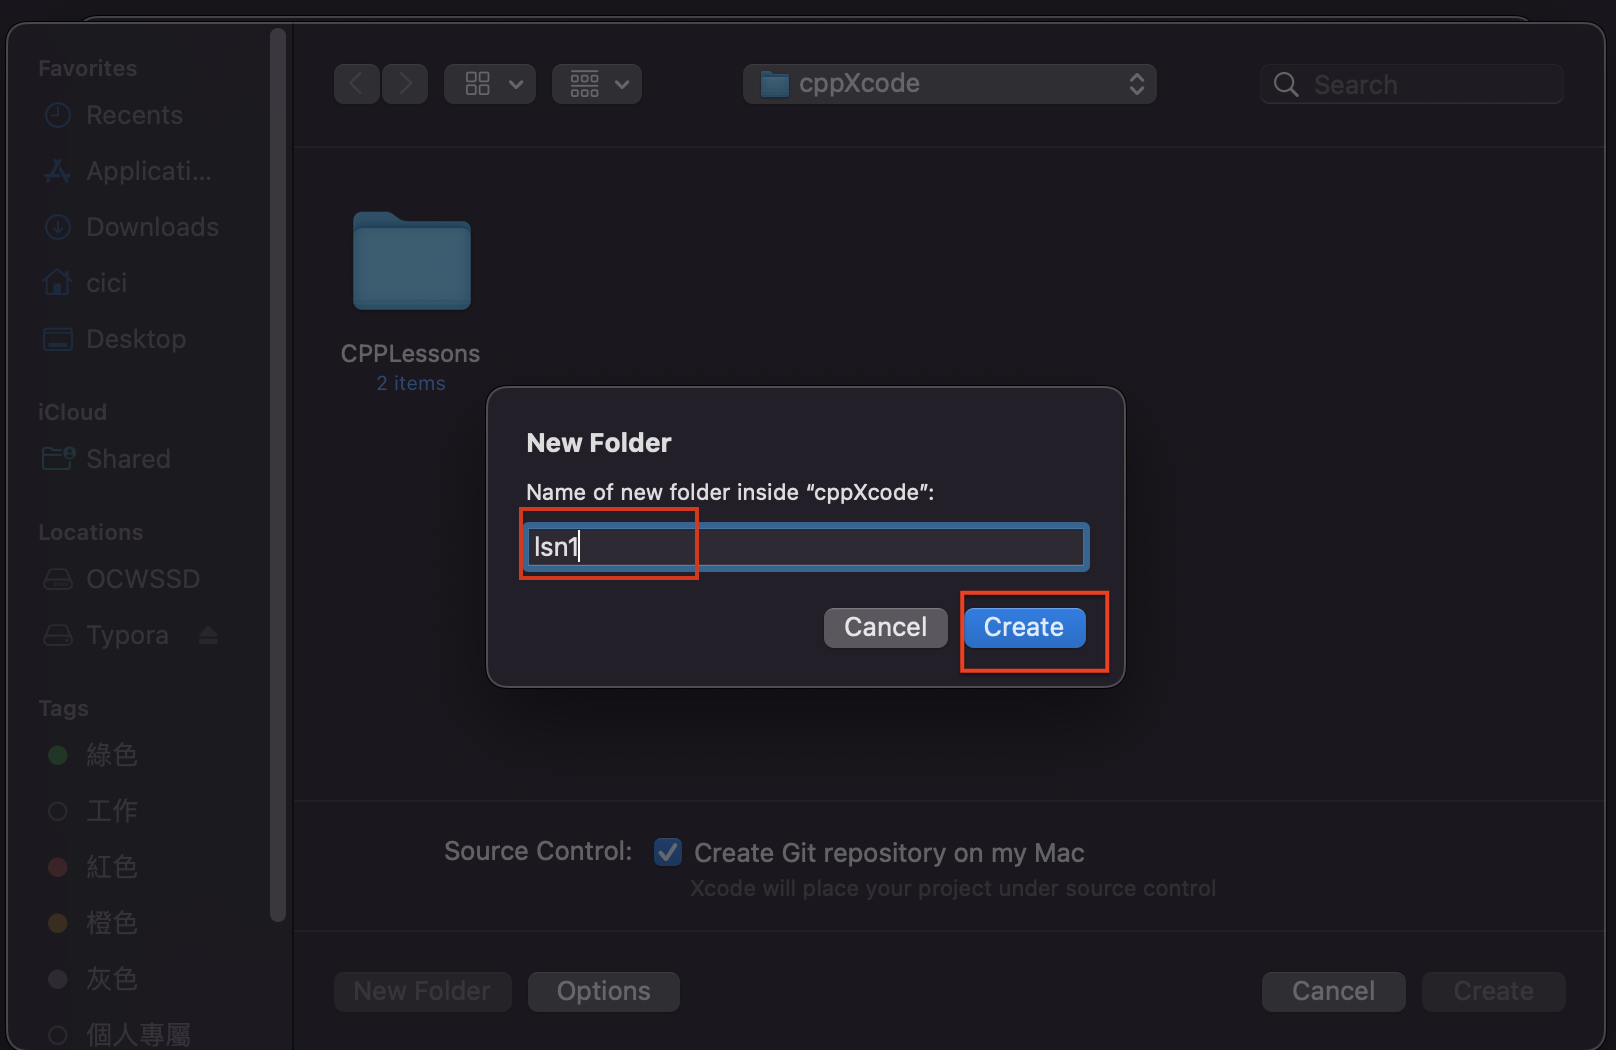 Favorites
Recents
Applicati...
Downloads
cici
Desktop
iCloud
Shared
Locations
OCWSSD
Typora
Tags
綠色
工作
紅色
橙色
灰色
個人專屬
cppXcode
Search
CPPLessons
2 items
New Folder
Name of new folder inside “cppXcode”:
lsn1
Cancel
Create
Source Control:
Create Git repository on my Mac
Xcode will place your project under source control
New Folder
Options
Cancel
Create